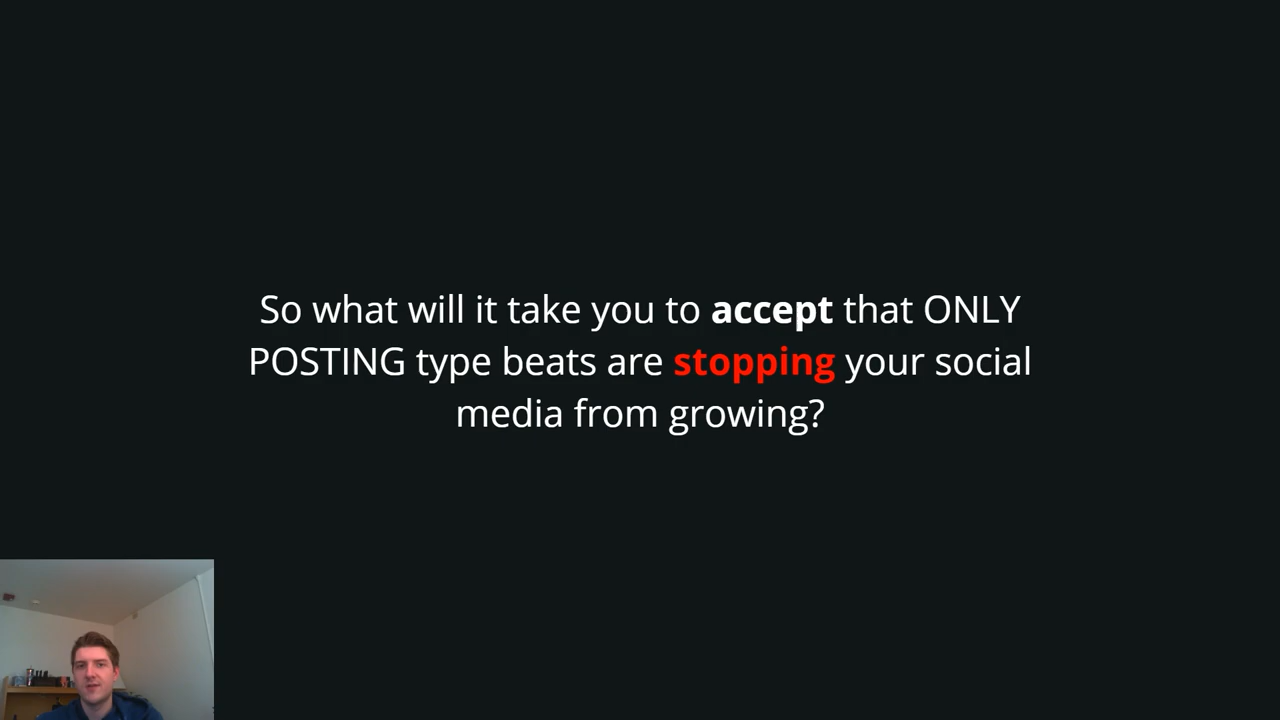 So what will it take you to accept that ONLY
POSTING type beats are stopping your social
media from growing?